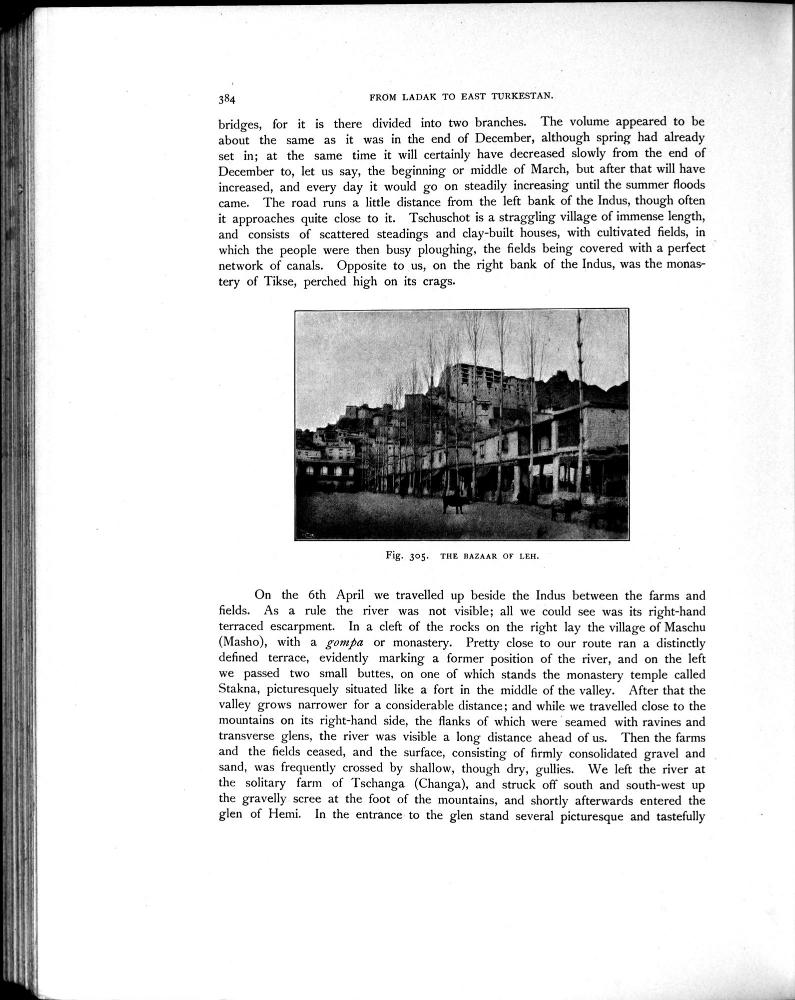 384
FROM LADAK TO EAST TURKESTAN.
bridges, for it is there divided into two branches. The volume appeared to be
about the same as it was in the end of December, although spring had already
set in; at the same time it will certainly have decreased slowly from the end of
December to, let us say, the beginning or middle of March, but after that will have
increased, and every day it would go on steadily increasing until the summer floods
came. The road runs a little distance from the left bank of the Indus, though often
it approaches quite close to it. Tschuschot is a straggling village of immense length,
and consists of scattered steadings and clay-built houses, with cultivated fields, in
which the people were then busy ploughing, the fields being covered with a perfect
network of canals. Opposite to us, on the right bank of the Indus, was the monas-
tery of Tikse, perched high on its crags.
Fig. 305. THE BAZAAR OF LEH.
On the 6th April we travelled up beside the Indus between the farms and
fields. As a rule the river was not visible; all we could see was its right-hand
terraced escarpment. In a cleft of the rocks on the right lay the village of Maschu
(Masho), with a gompa or monastery. Pretty close to our route ran a distinctly
defined terrace, evidently marking a former position of the river, and on the left
we passed two small buttes, on one of which stands the monastery temple called
Stakna, picturesquely situated like a fort in the middle of the valley. After that the
valley grows narrower for a considerable distance; and while we travelled close to the
mountains on its right-hand side, the flanks of which were seamed with ravines and
transverse glens, the river was visible a long distance ahead of us. Then the farms
and the fields ceased, and the surface, consisting of firmly consolidated gravel and
sand, was frequently crossed by shallow, though dry, gullies. We left the river at
the solitary farm of Tschanga (Changa), and struck off south and south-west up
the gravelly scree at the foot of the mountains, and shortly afterwards entered the
glen of Hemi. In the entrance to the glen stand several picturesque and tastefully